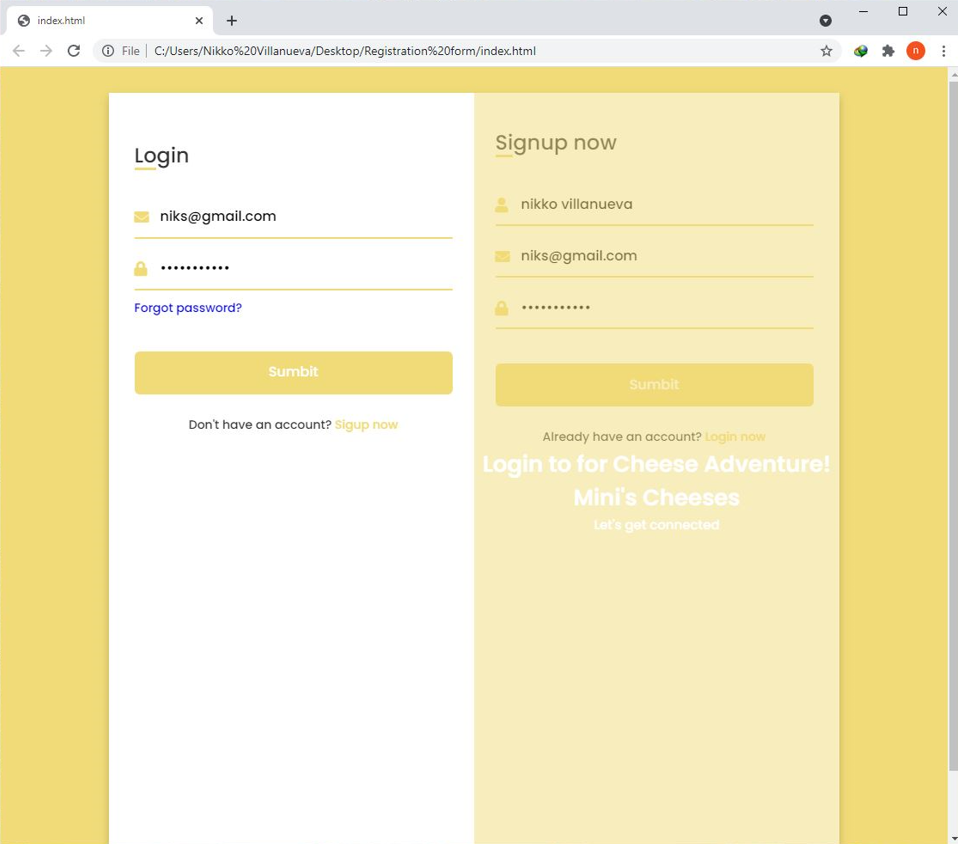 index.html
File
C:/Users/Nikko%20Villanueva/Desktop/Registration%20form/index.html
n
Login
niks@gmail.com
•••••••••••
Forgot password?
Sumbit
Don't have an account? Sigup now
Signup now
nikko villanueva
niks@gmail.com
•••••••••••
Sumbit
Already have an account? Login now
Login to for Cheese Adventure!
Mini's Cheeses
Let's get connected